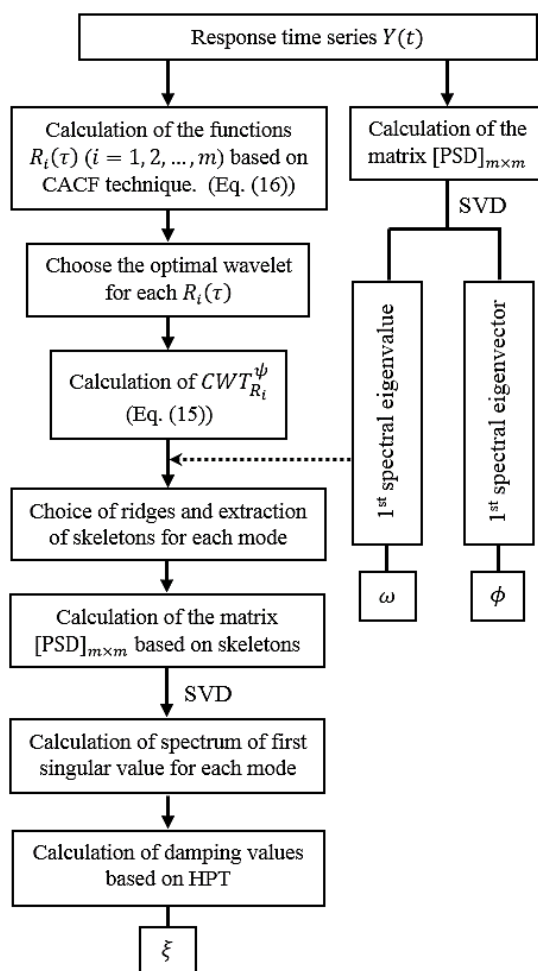 Response time series Y(t)
Calculation of the functions
R_i(τ) (i = 1, 2, …, m) based on
CACF technique. (Eq. (16))
Choose the optimal wavelet
for each R_i(τ)
Calculation of CWT_{R_i}^ψ
(Eq. (15))
Choice of ridges and extraction
of skeletons for each mode
Calculation of the matrix
[PSD]_{m×m} based on skeletons
SVD
Calculation of spectrum of first
singular value for each mode
Calculation of damping values
based on HPT
ξ
Calculation of the
matrix [PSD]_{m×m}
SVD
1st spectral eigenvalue
1st spectral eigenvector
ω
ϕ